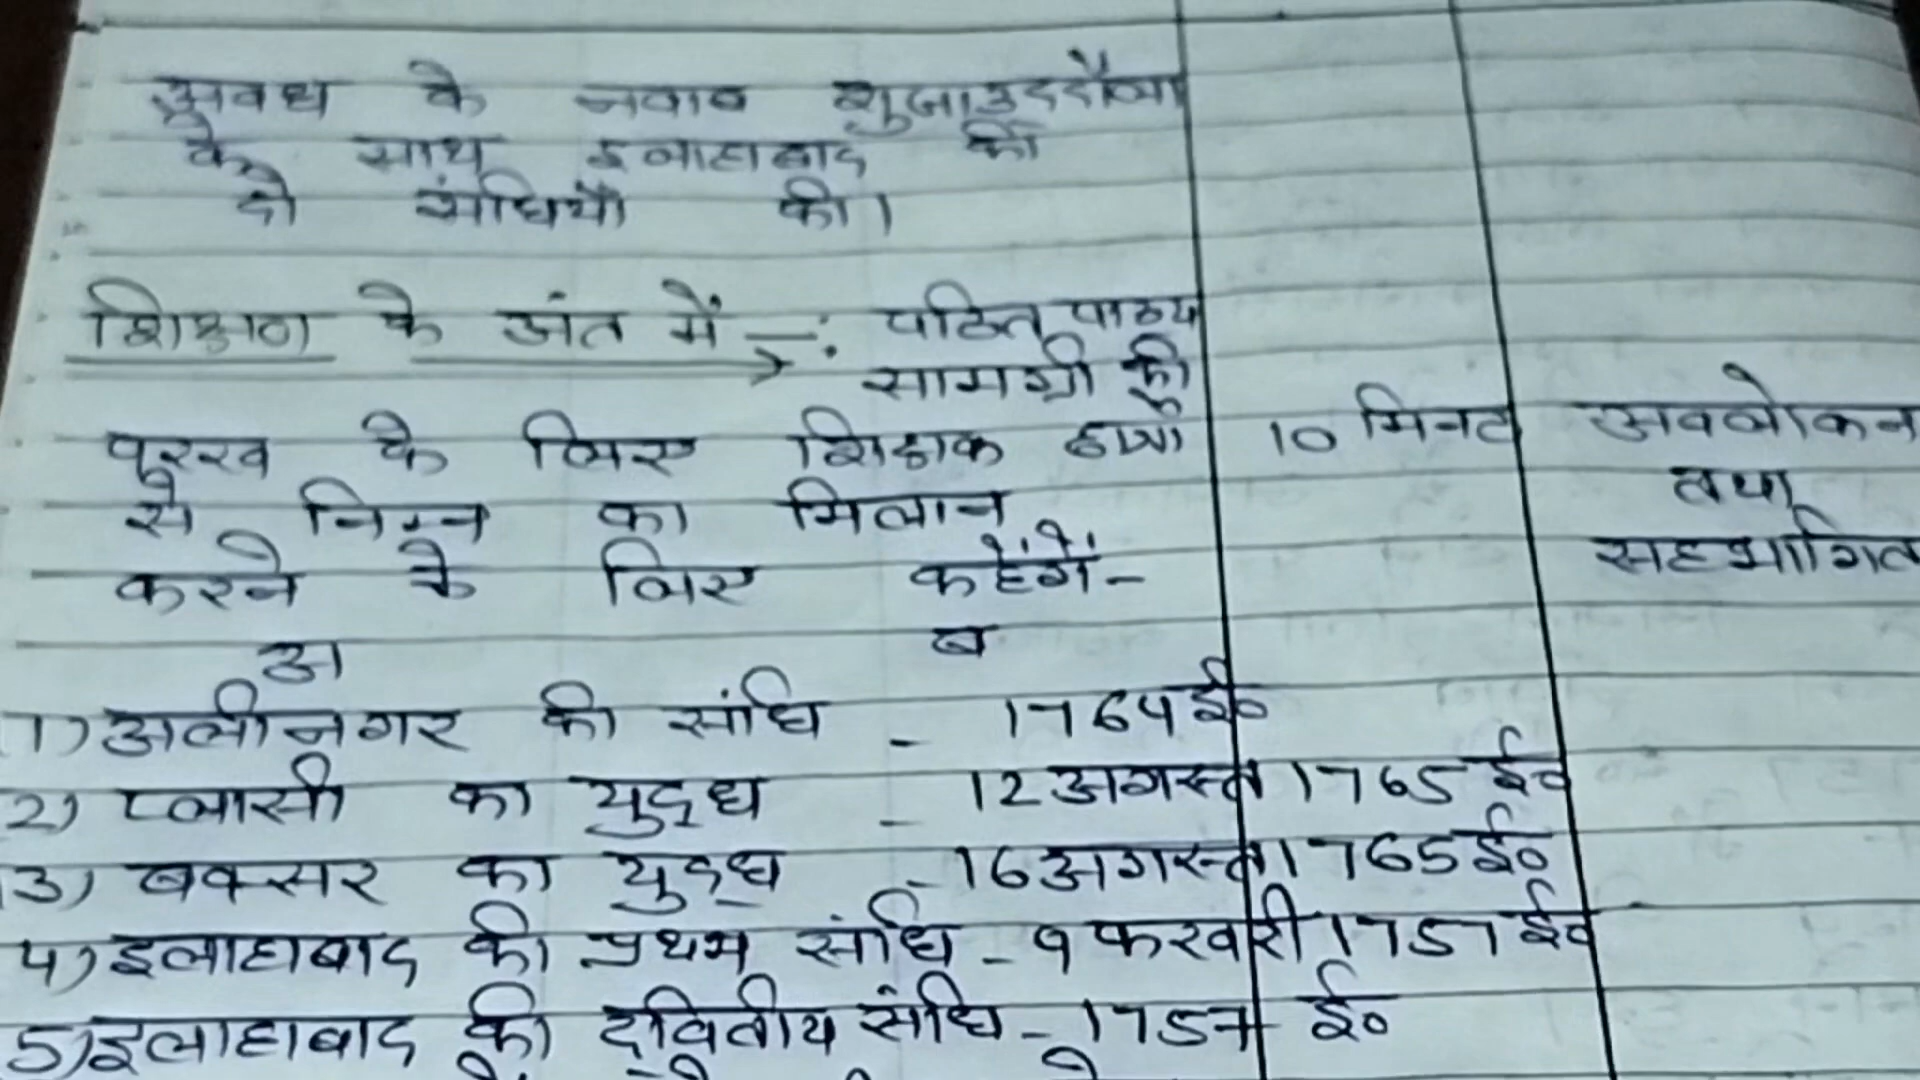 अवध के नवाब शुजाउददौला
के साथ इलाहाबाद की
दो संधियाँ की।
शिक्षण के अंत में –: पठित पाठ्य
सामग्री की
परख के लिए शिक्षक छात्रों 10 मिनट अवलोकन
से निम्न का मिलान तथा
करने के लिए कहेंगें– सहभागिता
अ ब
1) अलीनगर की संधि – 1764 ई०
2) प्लासी का युद्ध – 12 अगस्त 1765 ई०
3) बक्सर का युद्ध – 16 अगस्त 1765 ई०
4) इलाहाबाद की प्रथम संधि – 9 फरवरी 1757 ई०
5) इलाहाबाद की द्वितीय संधि – 1757 ई०